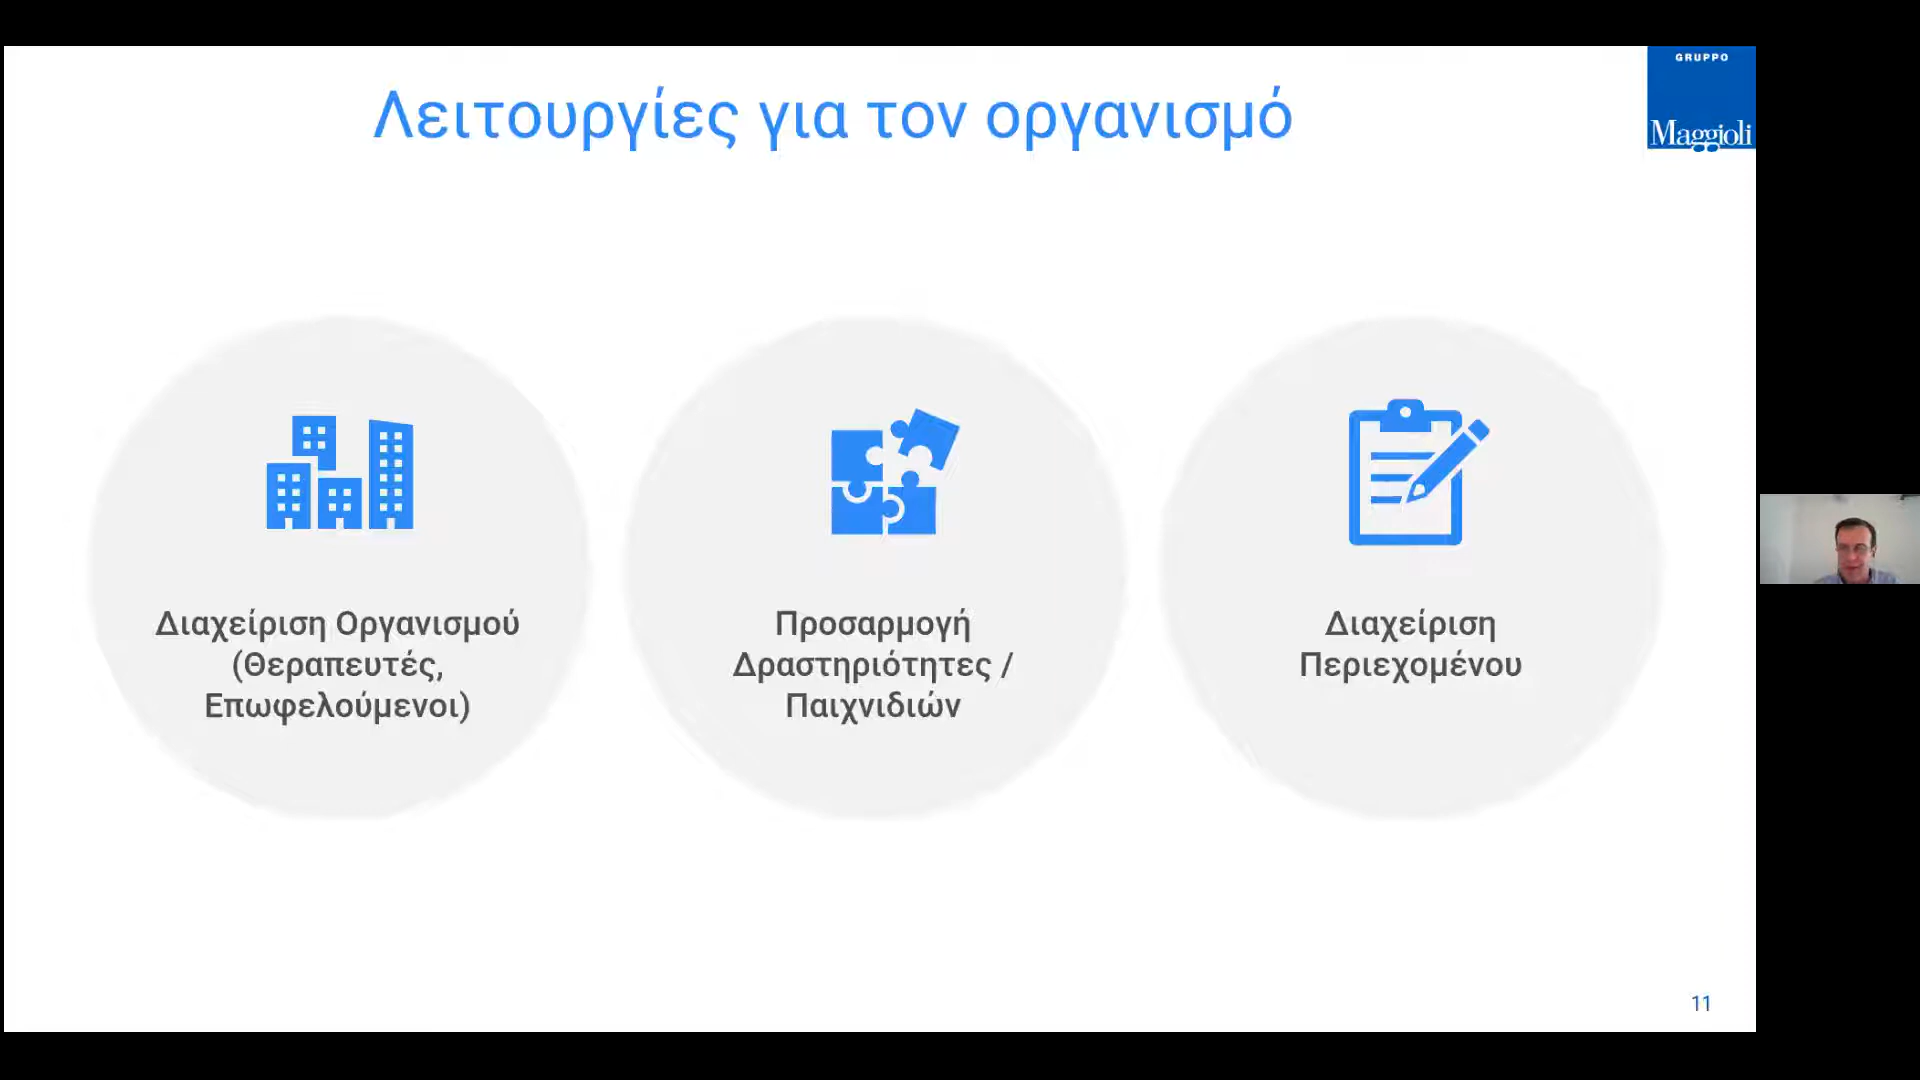 Λειτουργίες για τον οργανισμό
GRUPPO
Maggioli
Διαχείριση Οργανισμού
(Θεραπευτές,
Επωφελούμενοι)
Προσαρμογή
Δραστηριότητες /
Παιχνιδιών
Διαχείριση
Περιεχομένου
11